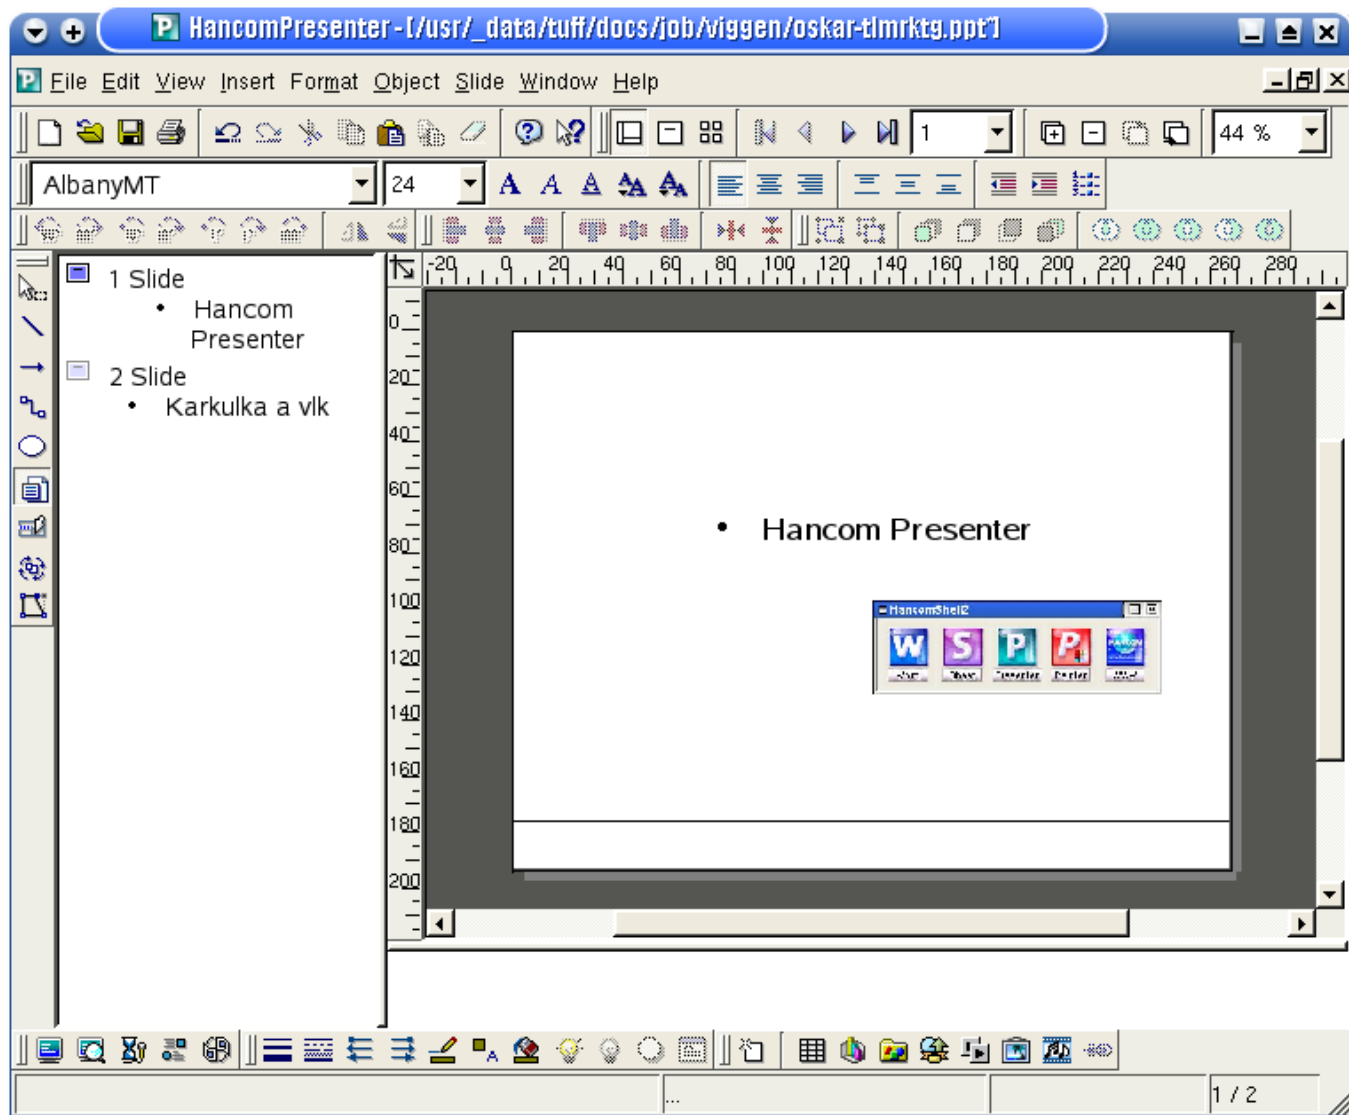 HancomPresenter - [/usr/_data/tuff/docs/job/viggen/oskar-tlmrktg.ppt*]
File Edit View Insert Format Object Slide Window Help
1
44 %
AlbanyMT
24
-20 0 20 40 60 80 100 120 140 160 180 200 220 240 260 280
1 Slide
• Hancom
Presenter
2 Slide
• Karkulka a vlk
0
20
40
60
80
100
120
140
160
180
200
• Hancom Presenter
HancomShell2
W S P P
Presenter Painter
...
1 / 2